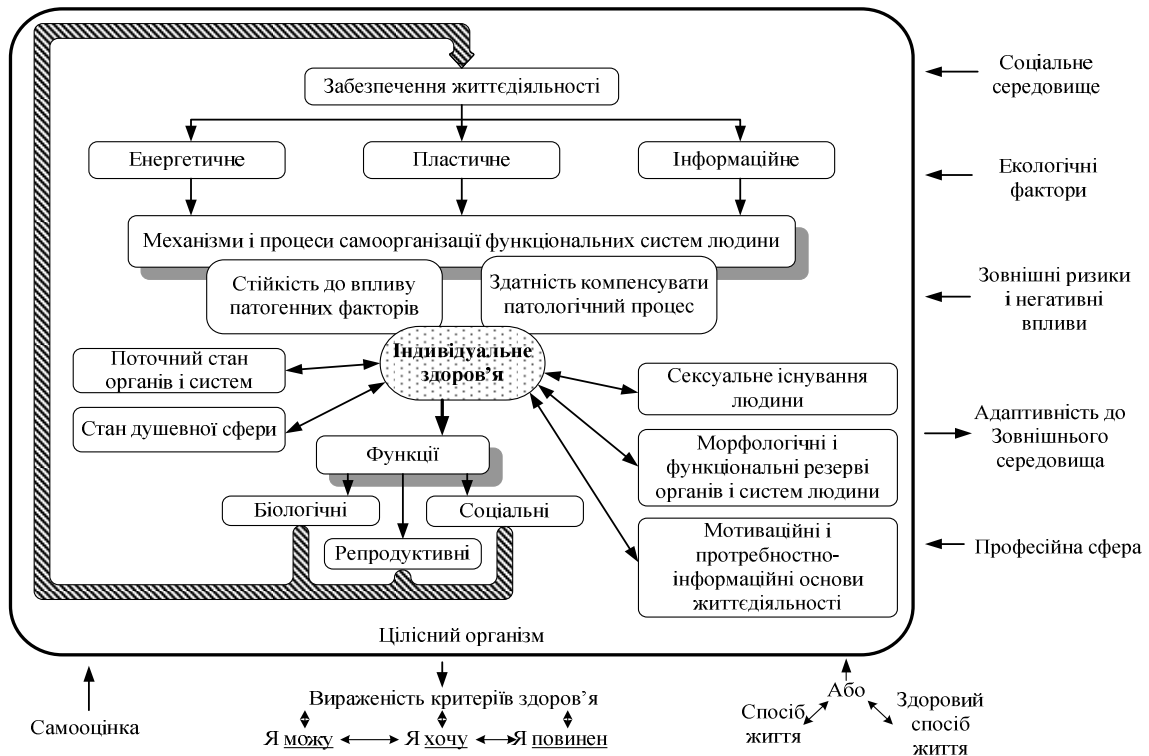 Соціальне
середовище
Забезпечення життєдіяльності
Енергетичне
Пластичне
Інформаційне
Екологічні
фактори
Механізми і процеси самоорганізації функціональних систем людини
Стійкість до впливу
патогенних факторів
Здатність компенсувати
патологічний процес
Зовнішні ризики
і негативні
впливи
Індивідуальне
здоров’я
Поточний стан
органів і систем
Стан душевної сфери
Сексуальне існування
людини
Морфологічні і
функціональні резерві
органів і систем людини
Мотиваційні і
протребностно-
інформаційні основи
життєдіяльності
Адаптивність до
Зовнішнього
середовища
Функції
Біологічні
Соціальні
Репродуктивні
Професійна сфера
Цілісний організм
Самооцінка
Вираженість критеріїв здоров’я
Я можу
Я хочу
Я повинен
Або
Спосіб
життя
Здоровий
спосіб
життя